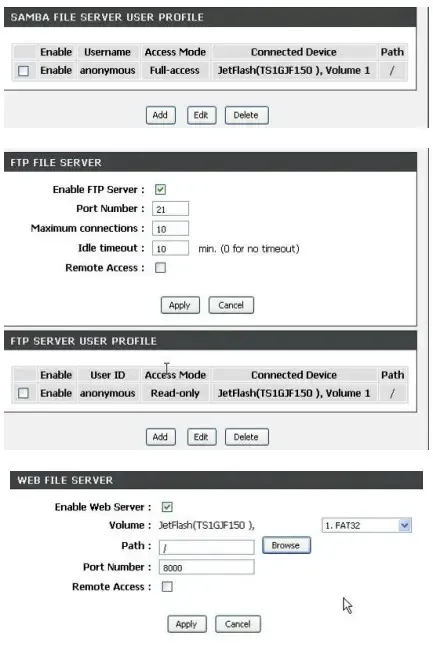 SAMBA FILE SERVER USER PROFILE
Enable Username Access Mode Connected Device Path
Enable anonymous Full-access JetFlash(TS1GJF150 ), Volume 1 /
Add Edit Delete
FTP FILE SERVER
Enable FTP Server :
Port Number : 21
Maximum connections : 10
Idle timeout : 10 min. (0 for no timeout)
Remote Access :
Apply Cancel
FTP SERVER USER PROFILE
Enable User ID Access Mode Connected Device Path
Enable anonymous Read-only JetFlash(TS1GJF150 ), Volume 1 /
Add Edit Delete
WEB FILE SERVER
Enable Web Server :
Volume : JetFlash(TS1GJF150 ), 1. FAT32
Path : / Browse
Port Number : 8000
Remote Access :
Apply Cancel